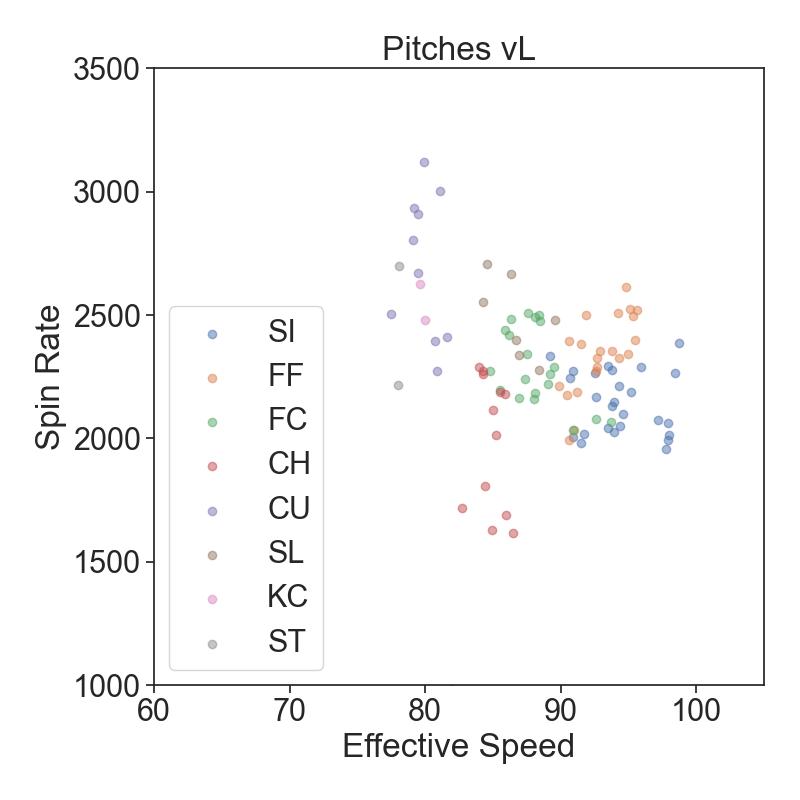 Pitches vL
3500
3000
2500
2000
1500
1000
Spin Rate
SI
FF
FC
CH
CU
SL
KC
ST
60 70 80 90 100
Effective Speed